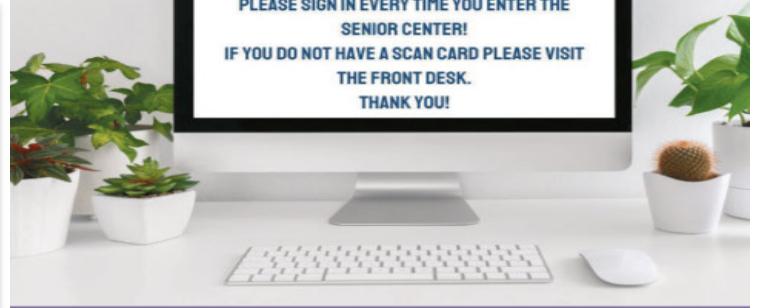 PLEASE SIGN IN EVERY TIME YOU ENTER THE
SENIOR CENTER!
IF YOU DO NOT HAVE A SCAN CARD PLEASE VISIT
THE FRONT DESK.
THANK YOU!